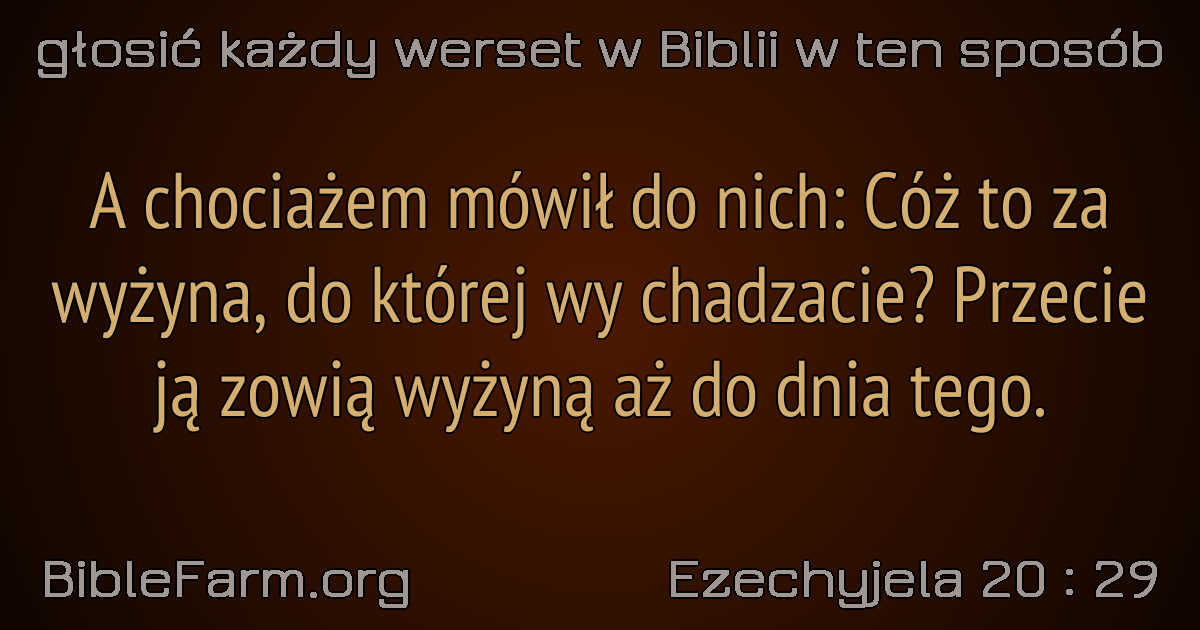 głosić każdy werset w Biblii w ten sposób
A chociażem mówił do nich: Cóż to za
wyżyna, do której wy chadzacie? Przecie
ją zowią wyżyną aż do dnia tego.
BibleFarm.org
Ezechyjela 20 : 29